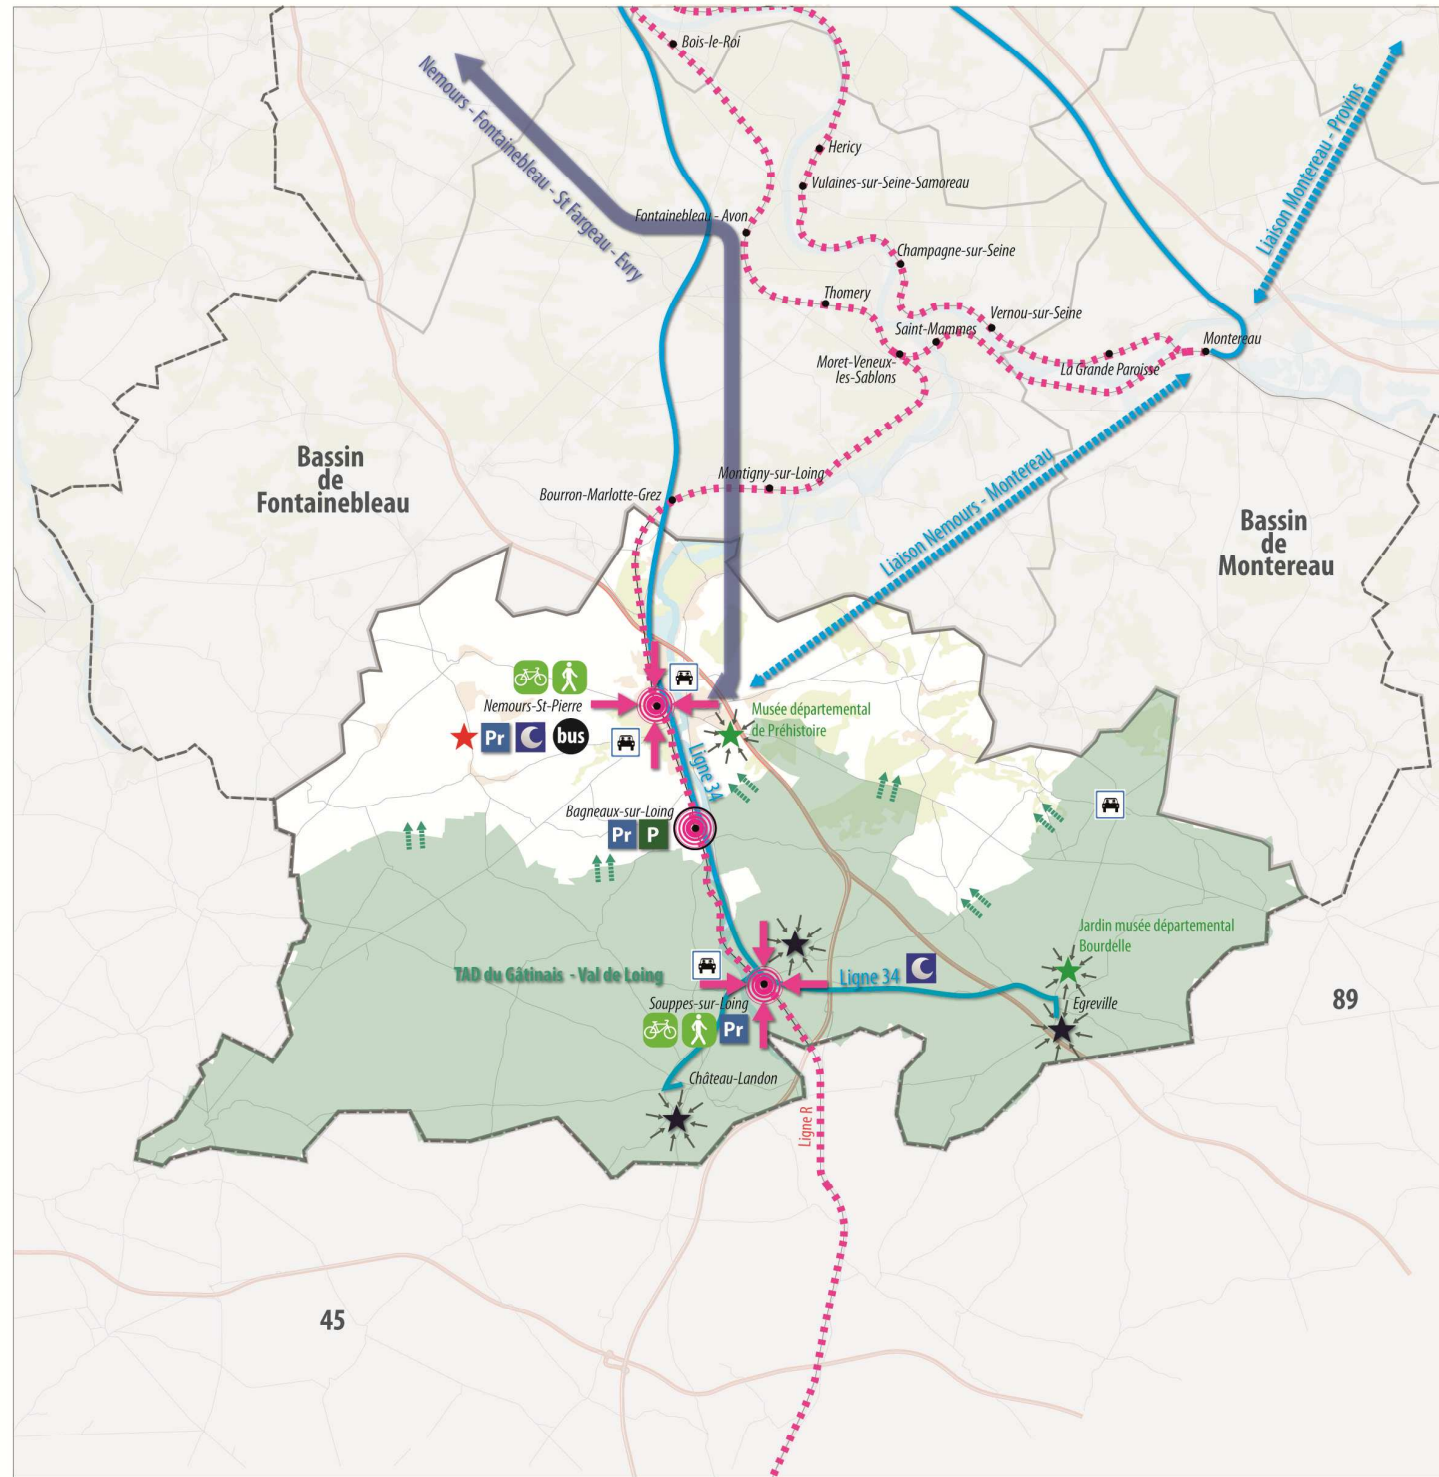 Bois-le-Roi
Nemours - Fontainebleau - St Fargeau - Evry
Liaison Montereau - Provins
Hericy
Vulaines-sur-Seine-Samoreau
Fontainebleau - Avon
Champagne-sur-Seine
Thomery
Vernou-sur-Seine
Saint-Mammes
Montereau
Moret-Veneux-
les-Sablons
La Grande Paroisse
Bassin
de
Fontainebleau
Montigny-sur-Loing
Bourron-Marlotte-Grez
Liaison Nemours - Montereau
Bassin
de
Montereau
Nemours-St-Pierre
Pr
bus
Musée départemental
de Préhistoire
Ligne 34
Bagneaux-sur-Loing
Pr
P
Jardin musée départemental
Bourdelle
TAD du Gâtinais - Val de Loing
Ligne 34
Souppes-sur-Loing
Pr
Egreville
89
Château-Landon
Ligne R
45